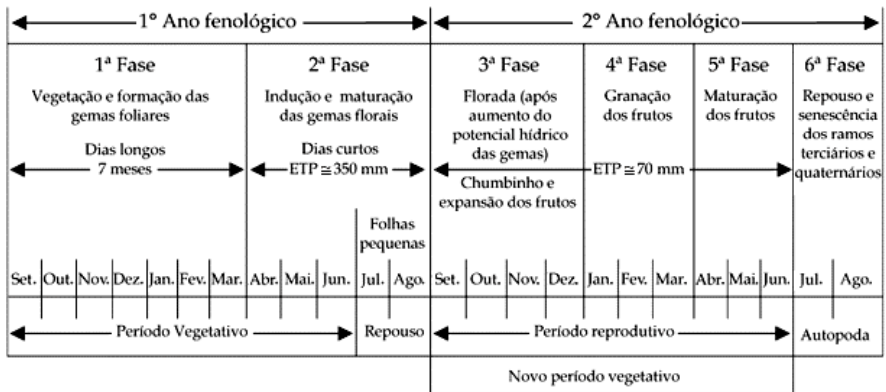 1º Ano fenológico
2º Ano fenológico
1ª Fase
Vegetação e formação das
gemas foliares
Dias longos
7 meses
2ª Fase
Indução e maturação
das gemas florais
Dias curtos
ETP ≅ 350 mm
Folhas
pequenas
3ª Fase
Florada (após
aumento do
potencial hídrico
das gemas)
Chumbinho e
expansão dos frutos
4ª Fase
Granação
dos frutos
ETP ≅ 70 mm
5ª Fase
Maturação
dos frutos
6ª Fase
Repouso e
senescência
dos ramos
terciários e
quaternários
Set. Out. Nov. Dez. Jan. Fev. Mar. Abr. Mai. Jun. Jul. Ago. Set. Out. Nov. Dez. Jan. Fev. Mar. Abr. Mai. Jun. Jul. Ago.
Período Vegetativo Repouso Período reprodutivo Autopoda
Novo período vegetativo